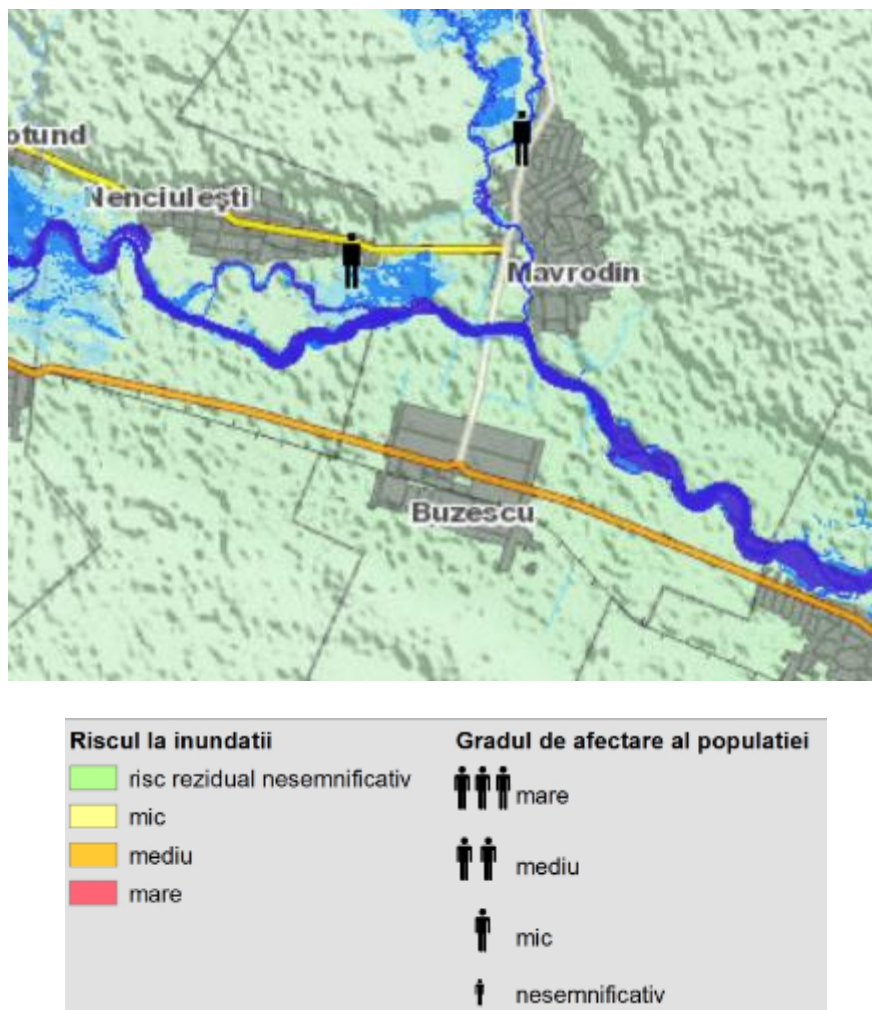 otund
Nenciulești
Mavrodin
Buzescu
Riscul la inundatii
risc rezidual nesemnificativ
mic
mediu
mare
Gradul de afectare al populatiei
mare
mediu
mic
nesemnificativ